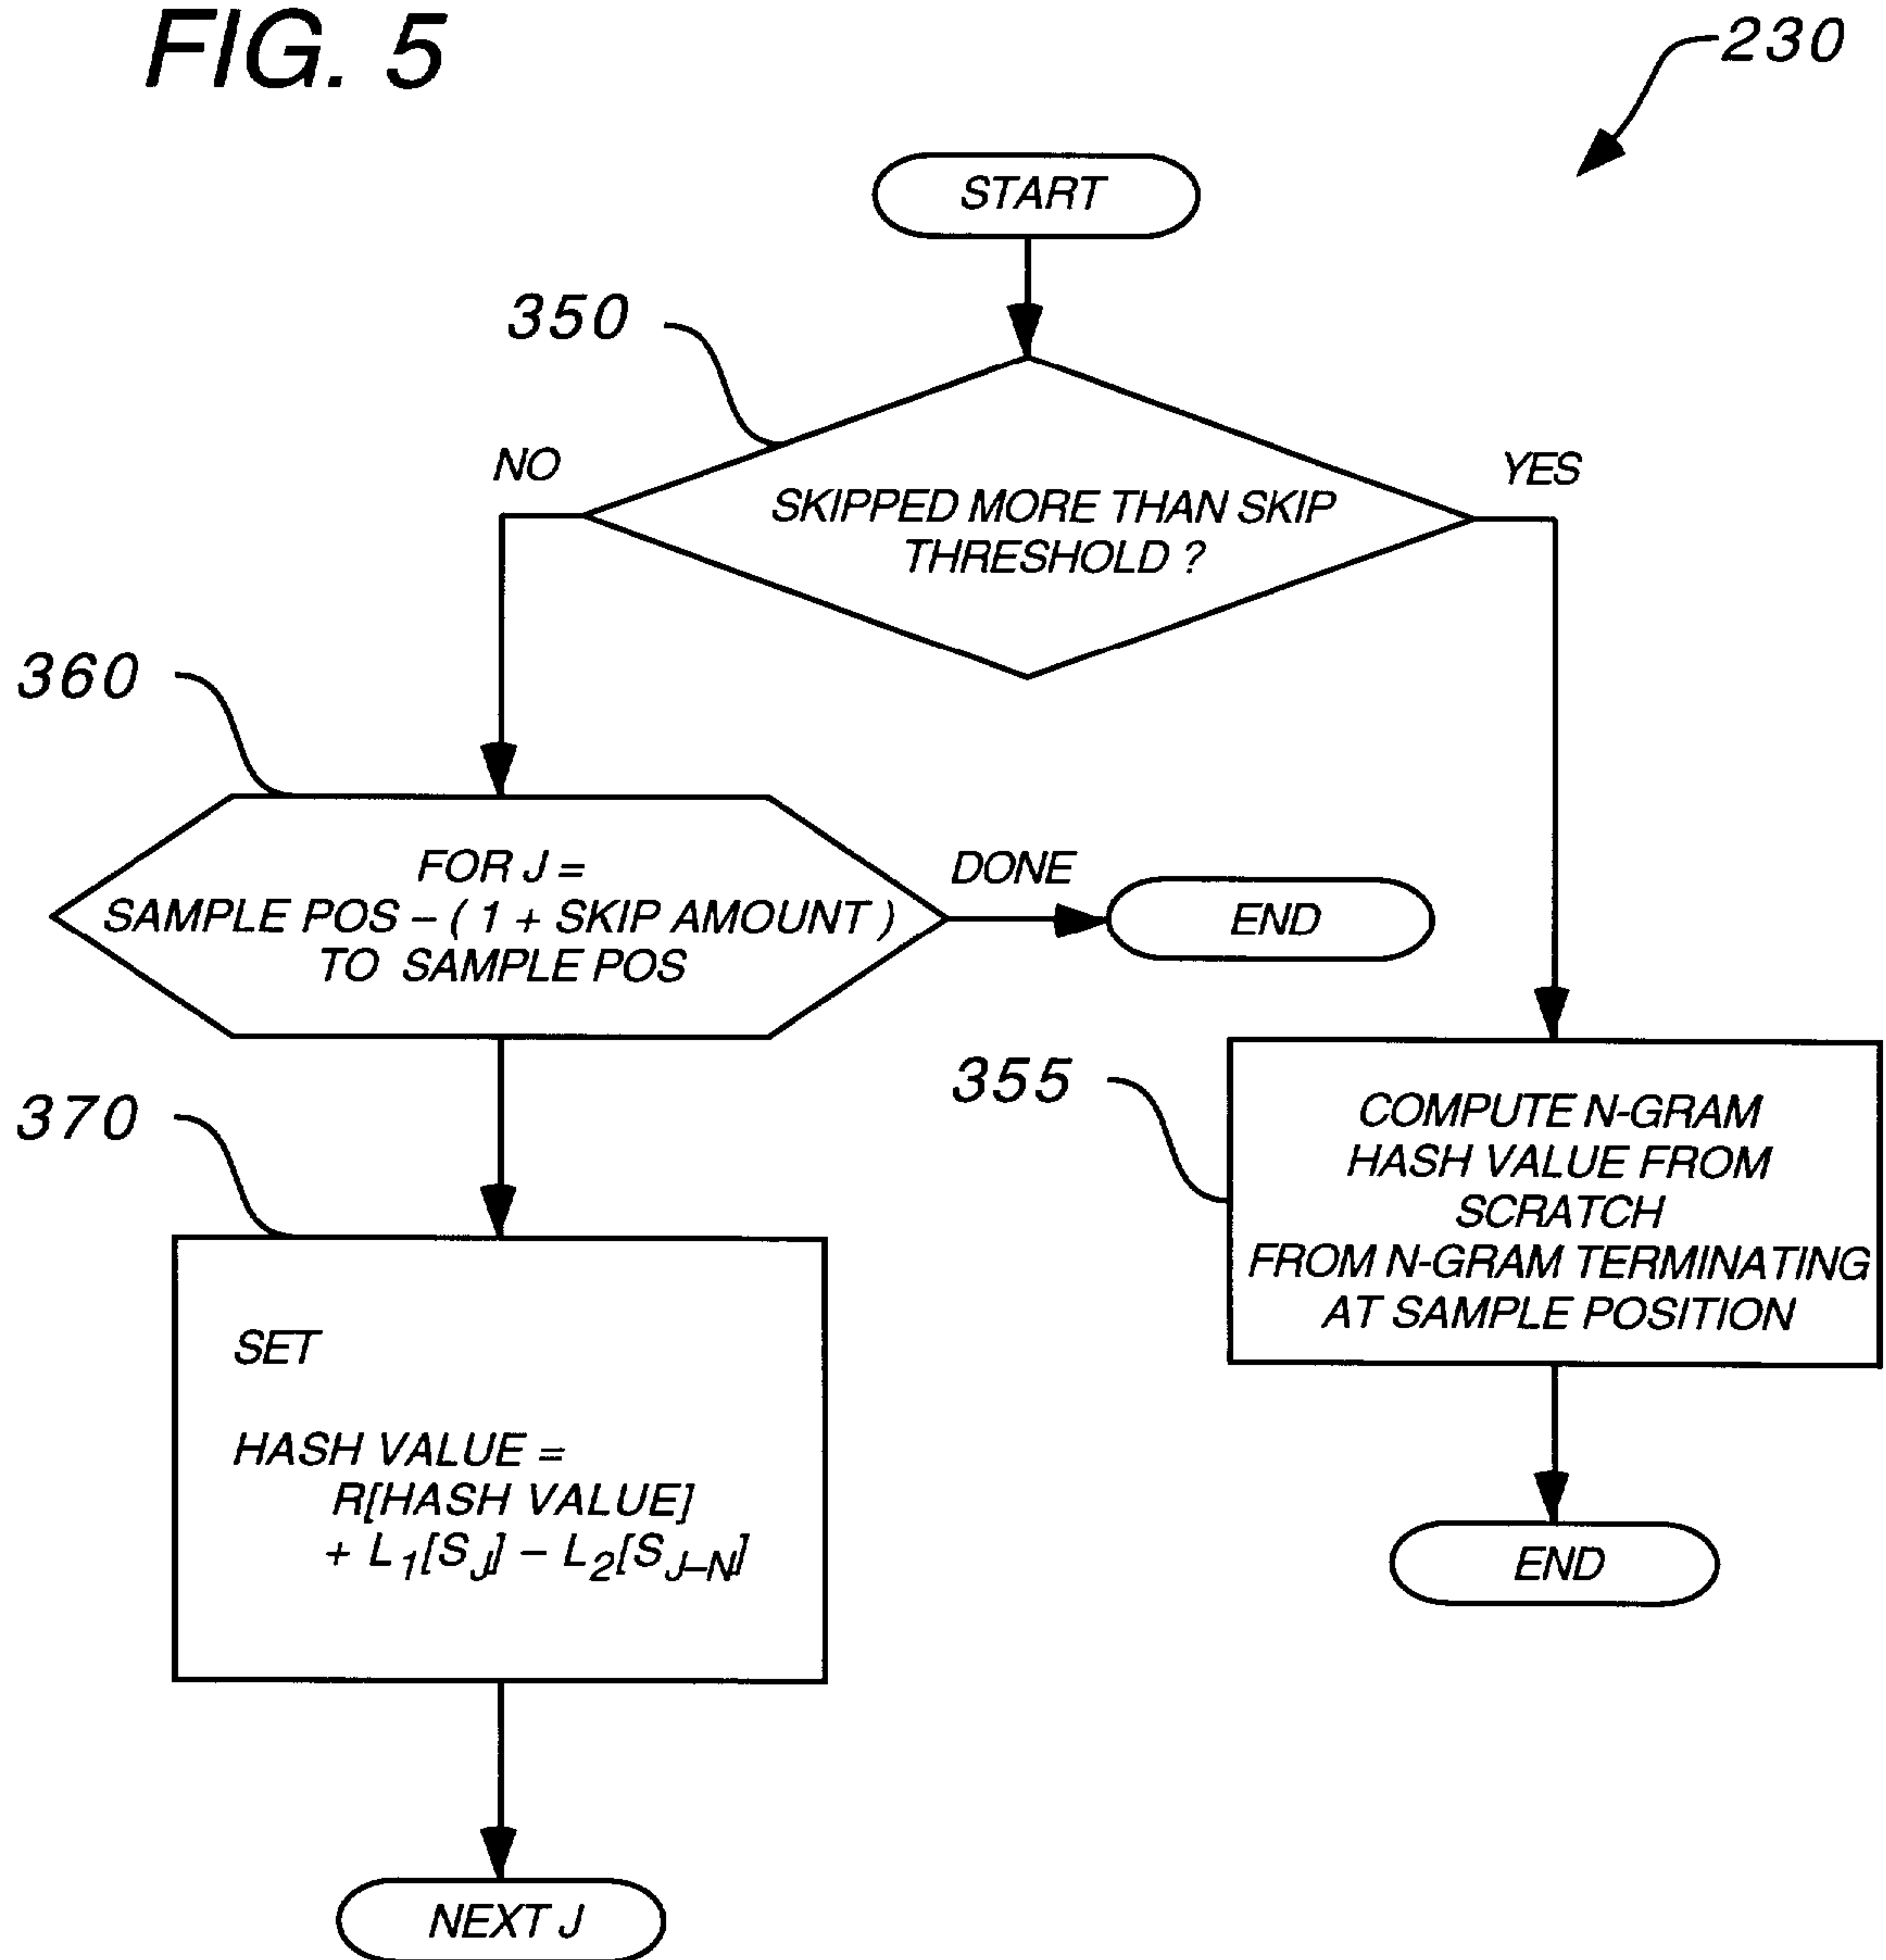 FIG. 5
230
START
350
NO
YES
SKIPPED MORE THAN SKIP
THRESHOLD ?
360
FOR J =
SAMPLE POS – ( 1 + SKIP AMOUNT )
TO SAMPLE POS
DONE
END
370
355
COMPUTE N-GRAM
HASH VALUE FROM
SCRATCH
FROM N-GRAM TERMINATING
AT SAMPLE POSITION
SET
HASH VALUE =
R[HASH VALUE]
+ L1[S J] – L2[S J–N]
END
NEXT J